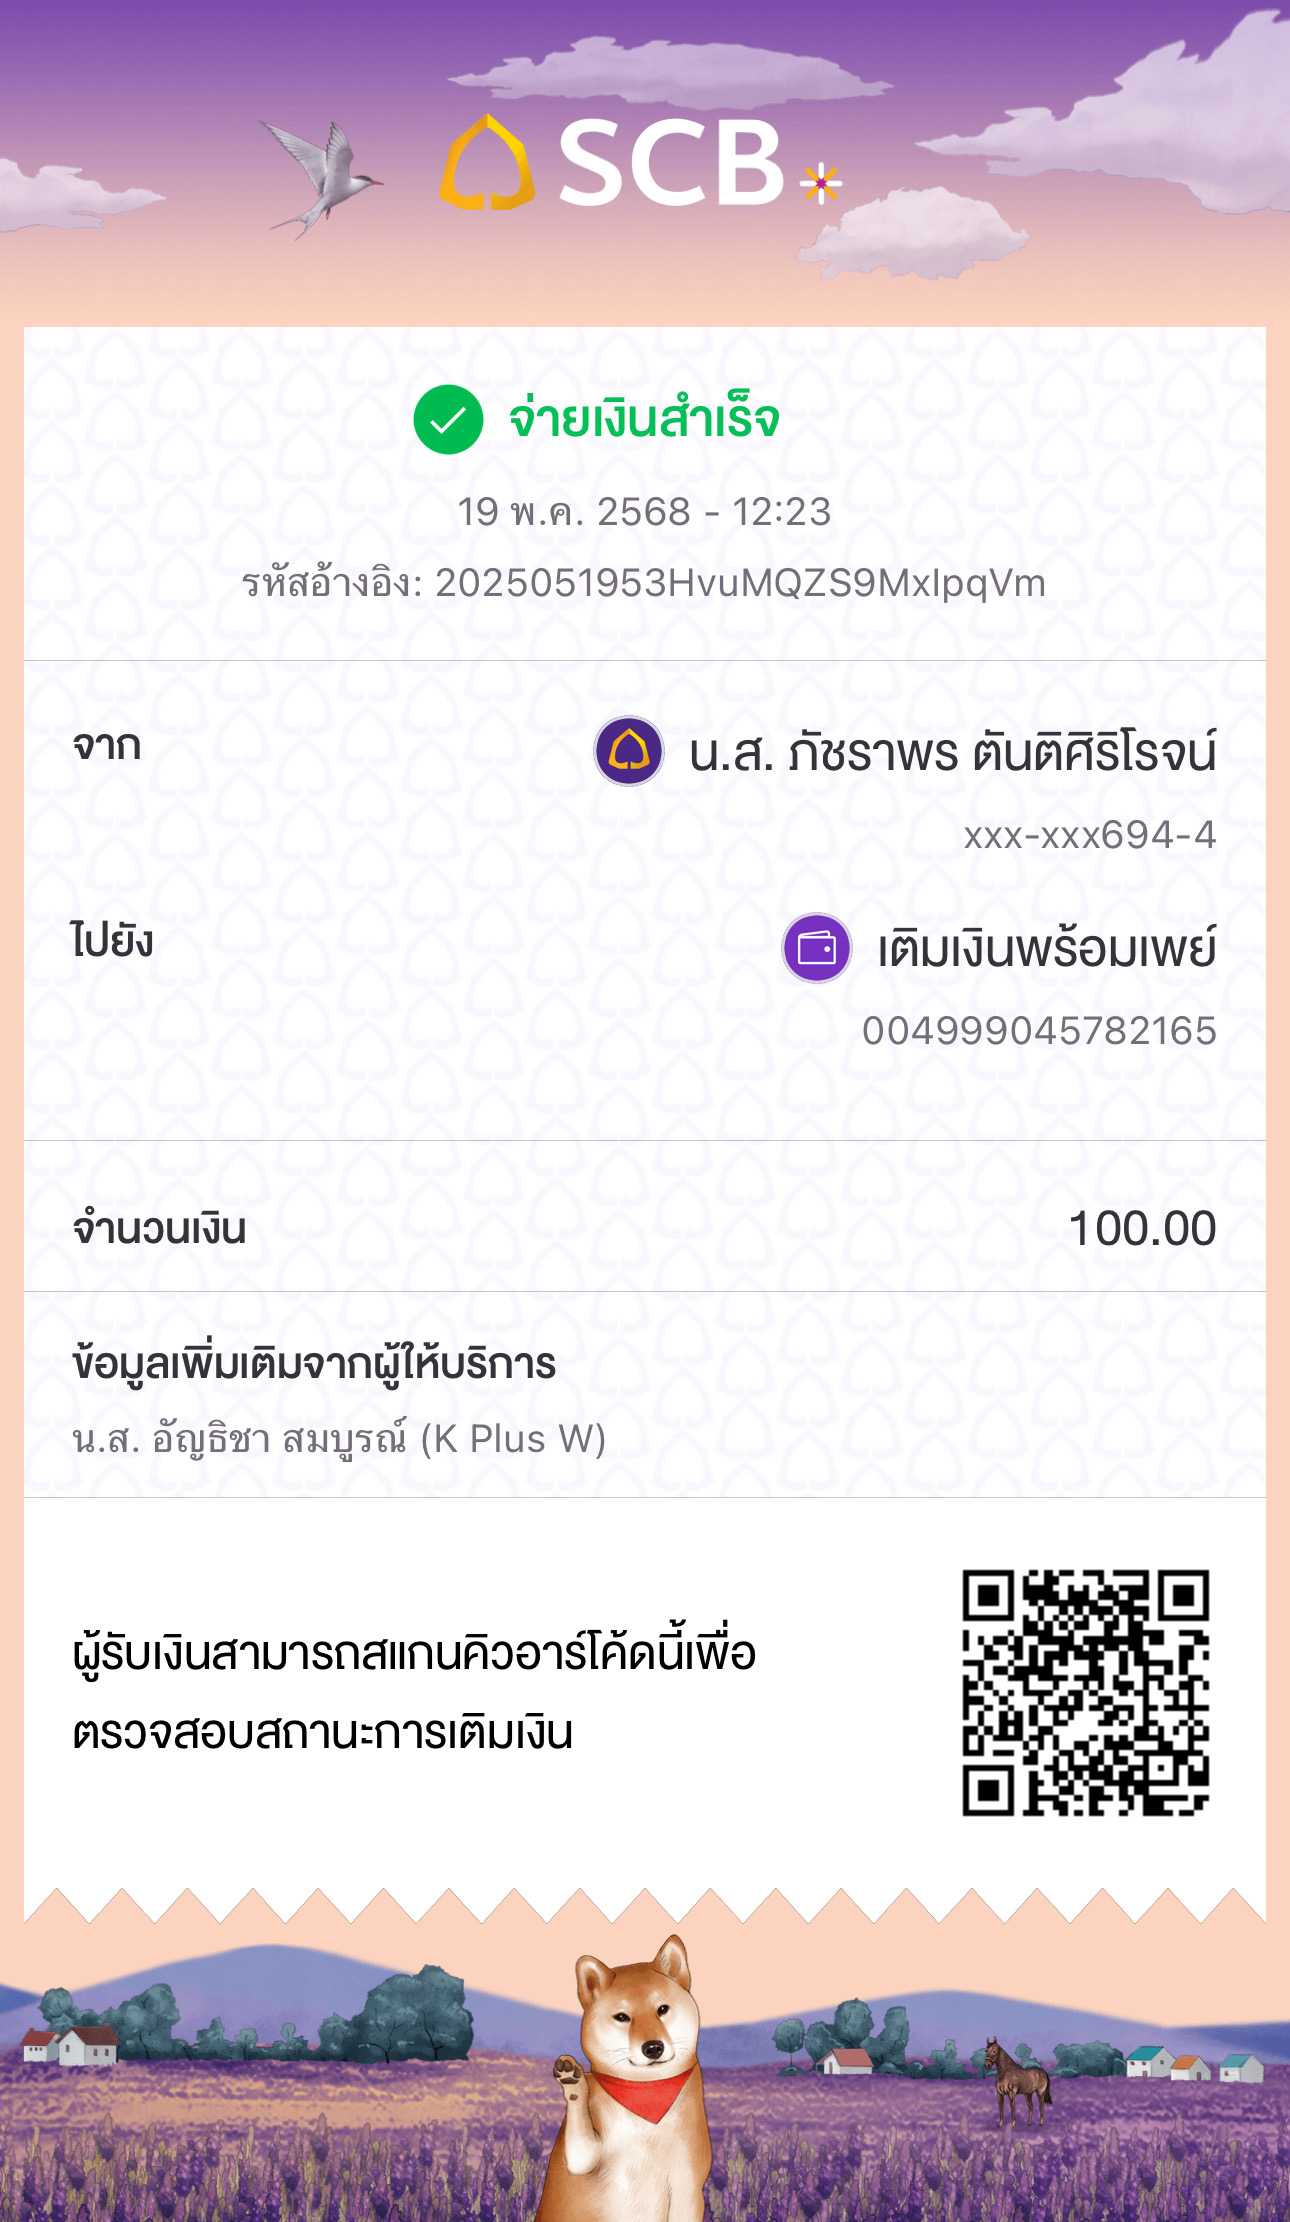 SCB
จ่ายเงินสำเร็จ
19 พ.ค. 2568 - 12:23
รหัสอ้างอิง: 2025051953HvuMQZS9MxIpqVm
จาก
น.ส. ภัชราพร ตันติศิริโรจน์
xxx-xxx694-4
ไปยัง
เติมเงินพร้อมเพย์
004999045782165
จำนวนเงิน 100.00
ข้อมูลเพิ่มเติมจากผู้ให้บริการ
น.ส. อัญธิชา สมบูรณ์ (K Plus W)
ผู้รับเงินสามารถสแกนคิวอาร์โค้ดนี้เพื่อ
ตรวจสอบสถานะการเติมเงิน